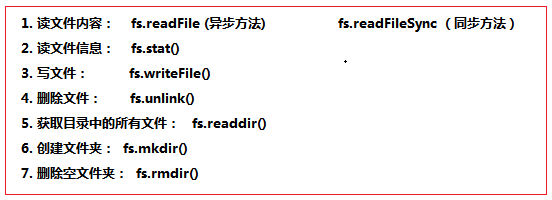 1. 读文件内容： fs.readFile (异步方法) fs.readFileSync （同步方法）
2. 读文件信息： fs.stat()
3. 写文件： fs.writeFile()
4. 删除文件： fs.unlink()
5. 获取目录中的所有文件： fs.readdir()
6. 创建文件夹： fs.mkdir()
7. 删除空文件夹： fs.rmdir()